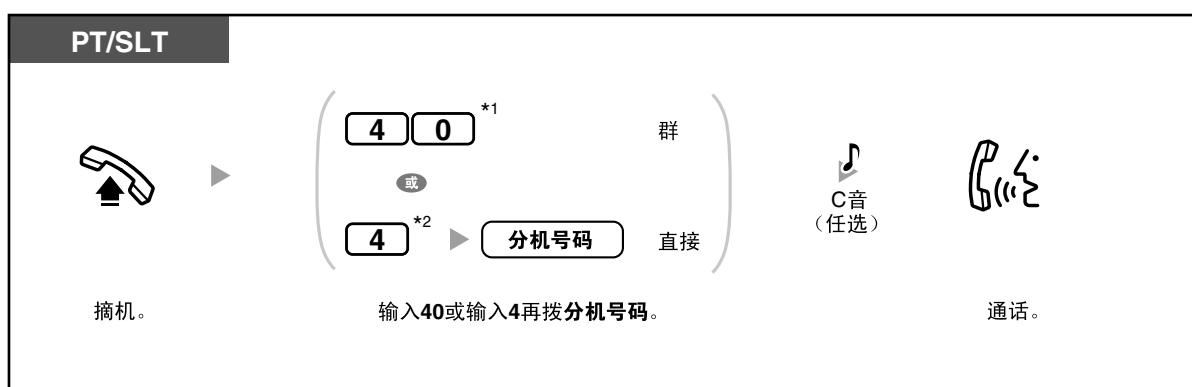 PT/SLT
4 0 *1 群
或
4 *2 分机号码 直接
C音
（任选）
摘机。
输入40或输入4再拨分机号码。
通话。